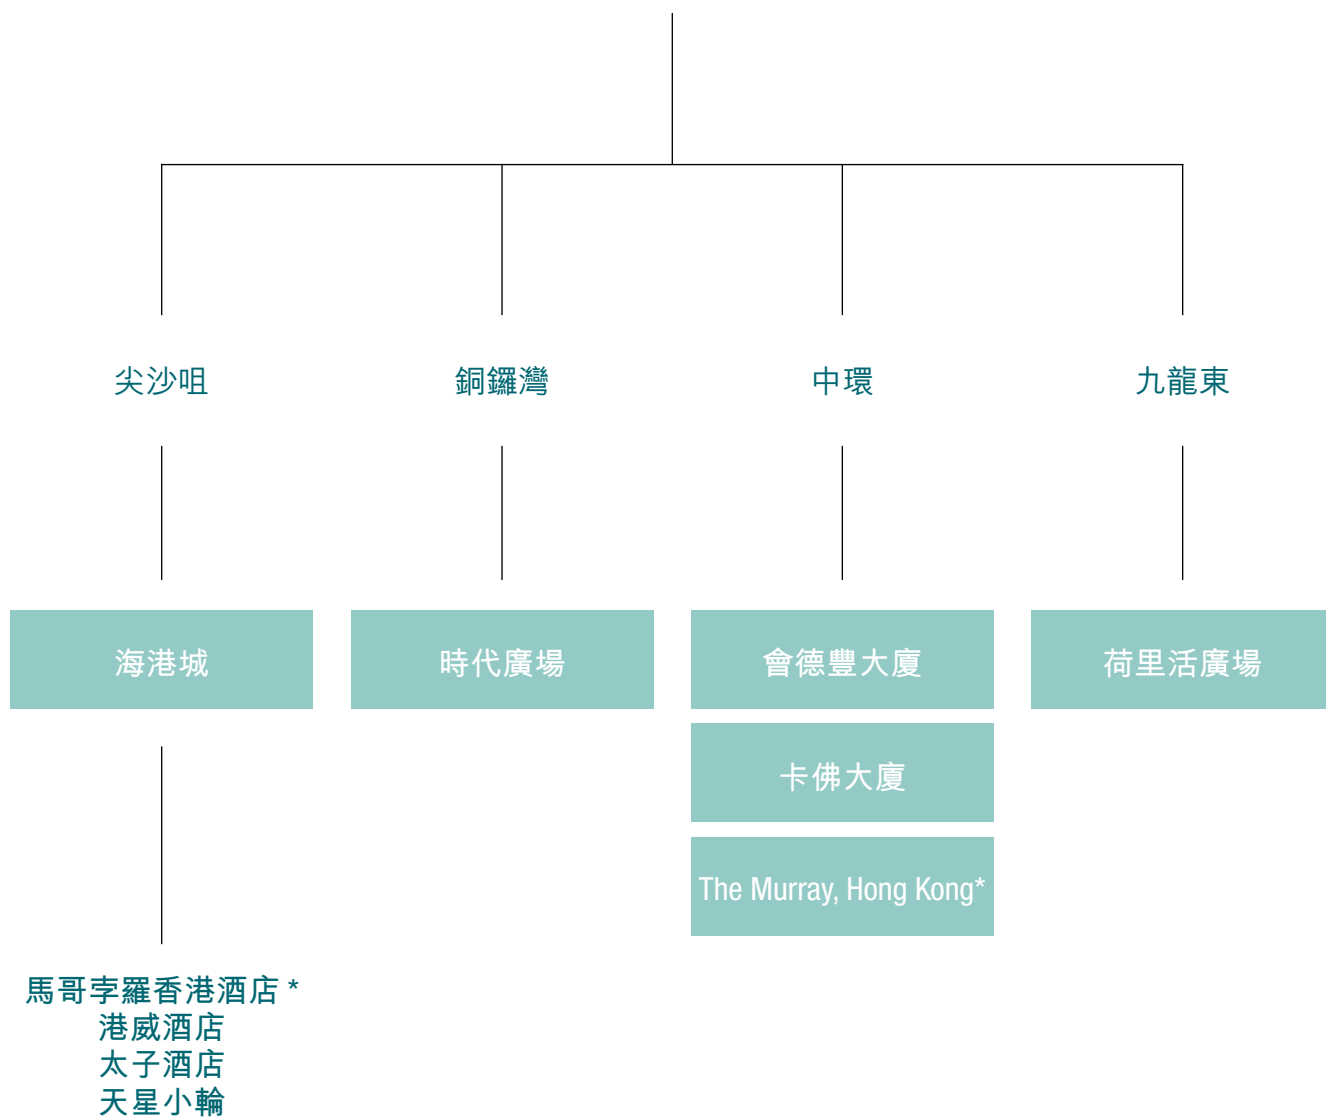 尖沙咀
銅鑼灣
中環
九龍東
海港城
時代廣場
會德豐大廈
荷里活廣場
卡佛大廈
The Murray, Hong Kong*
馬哥孛羅香港酒店 *
港威酒店
太子酒店
天星小輪